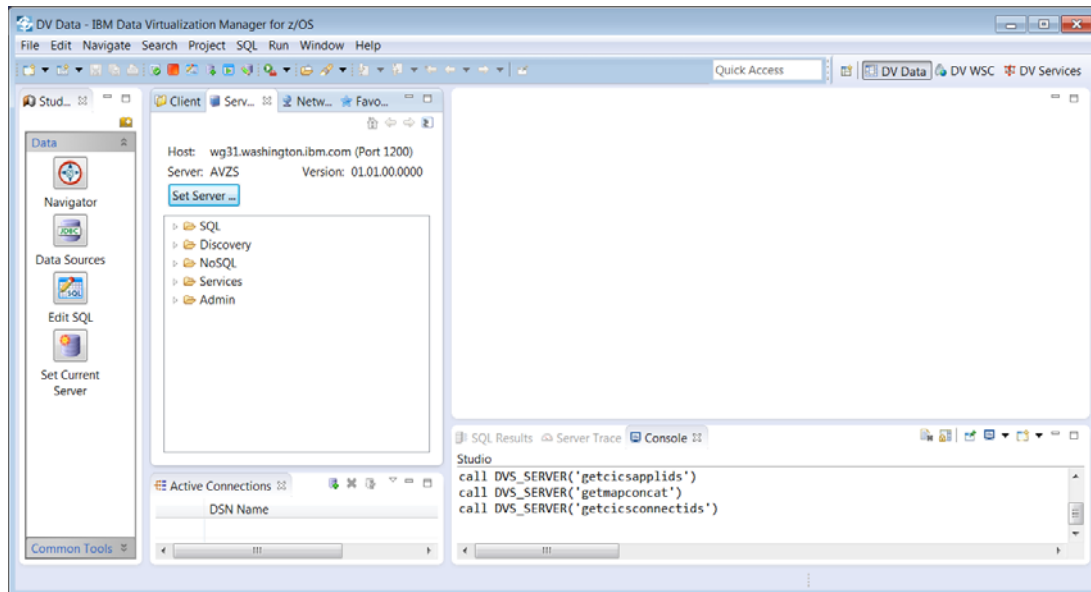 DV Data - IBM Data Virtualization Manager for z/OS
File Edit Navigate Search Project SQL Run Window Help
Quick Access
DV Data DV WSC DV Services
Stud...
Data
Navigator
JDBC
Data Sources
SQL
Edit SQL
Set Current
Server
Common Tools
Client Serv... Netw... Favo...
Host: wg31.washington.ibm.com (Port 1200)
Server: AVZS Version: 01.01.00.0000
Set Server ...
SQL
Discovery
NoSQL
Services
Admin
Active Connections
DSN Name
SQL Results Server Trace Console
Studio
call DVS_SERVER('getcicsapplids')
call DVS_SERVER('getmapconcat')
call DVS_SERVER('getcicsconnectids')